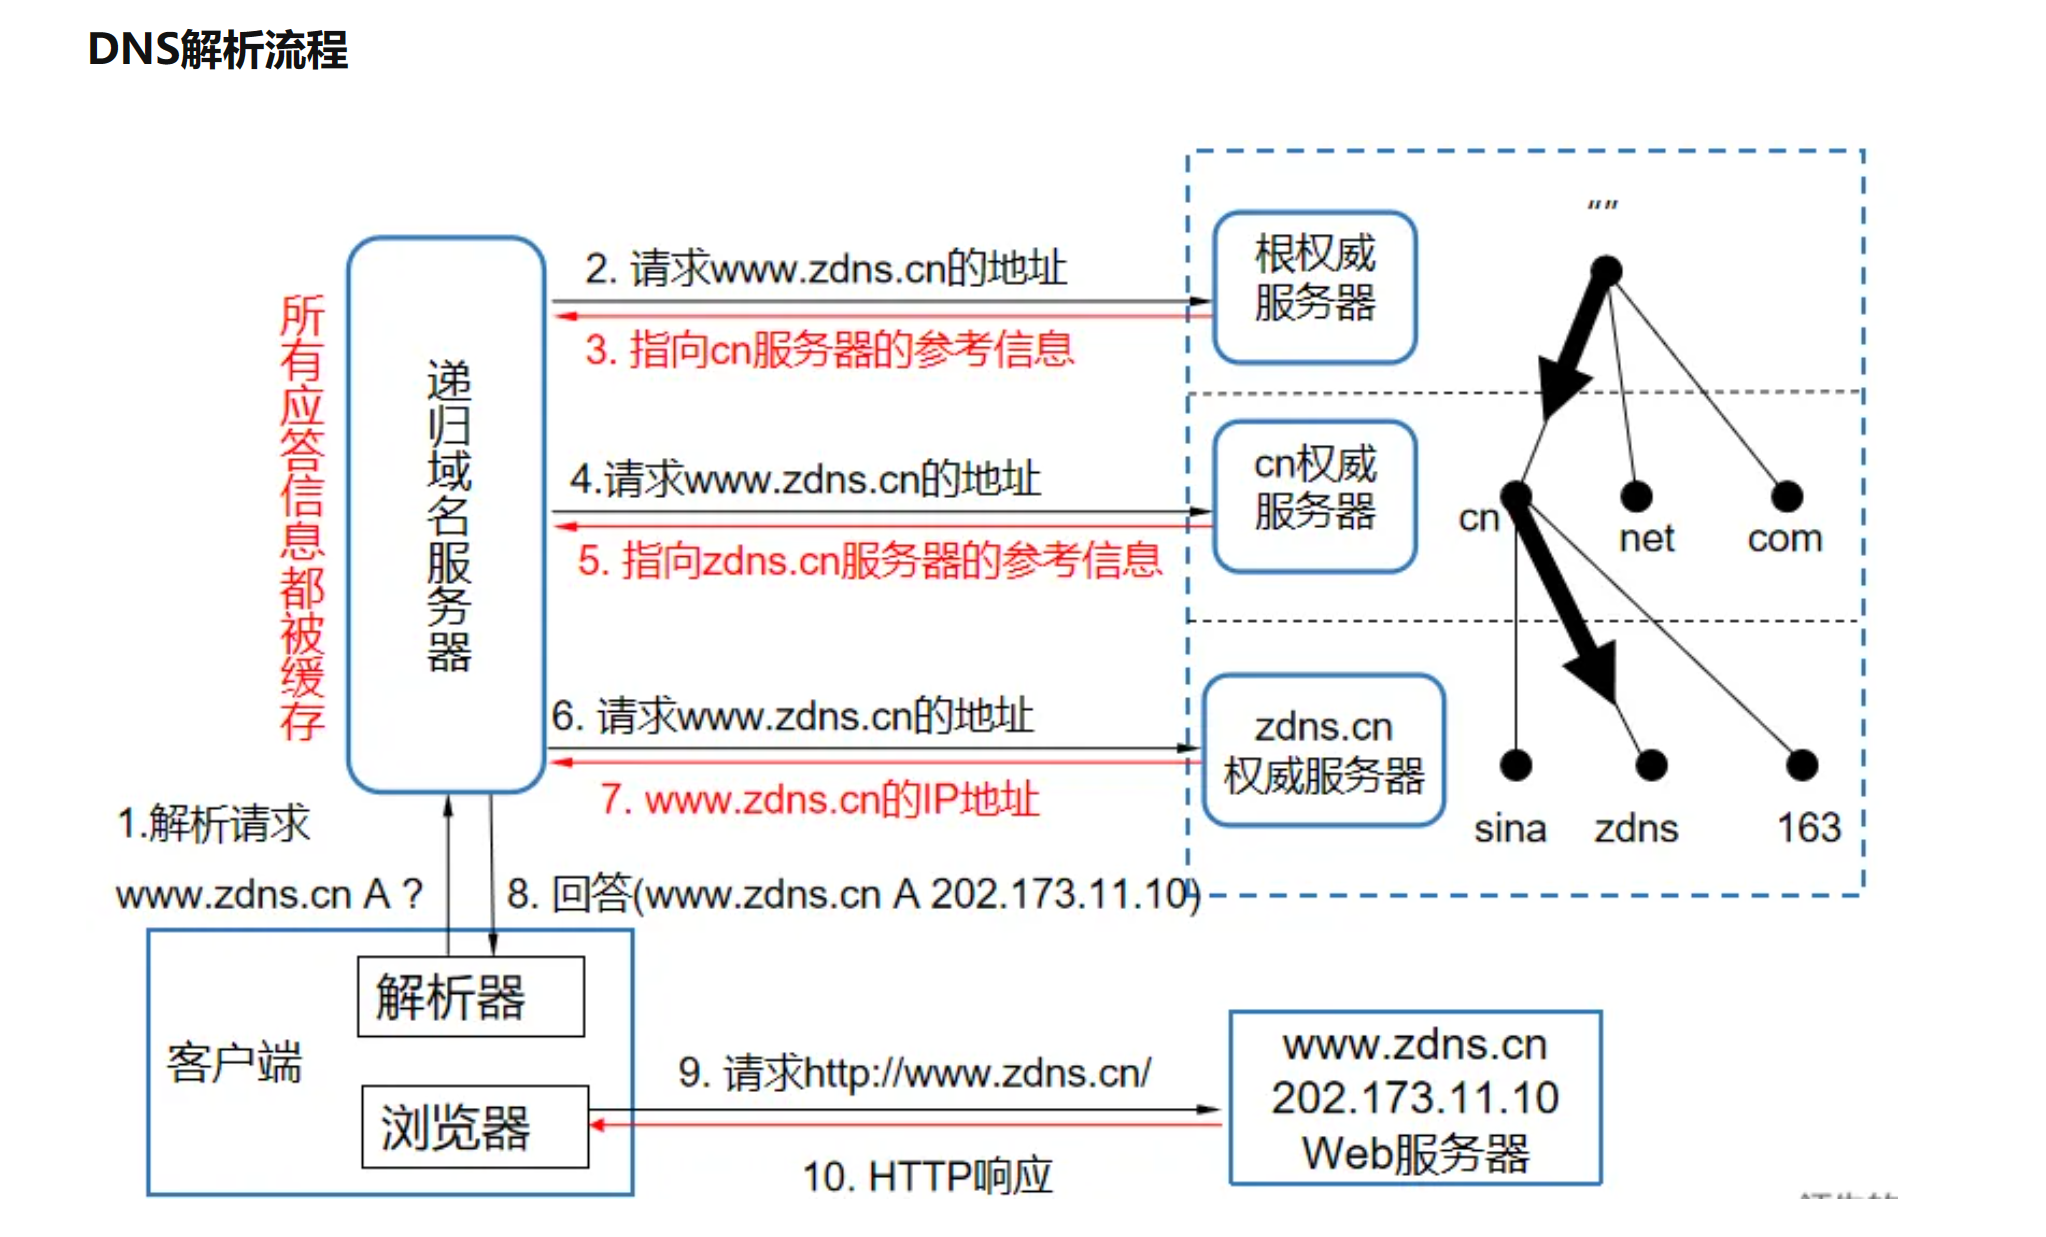 DNS解析流程
""
根权威
服务器
2. 请求www.zdns.cn的地址
3. 指向cn服务器的参考信息
所有应答信息都被缓存
递归域名服务器
cn权威
服务器
4.请求www.zdns.cn的地址
5. 指向zdns.cn服务器的参考信息
cn
net
com
6. 请求www.zdns.cn的地址
7. www.zdns.cn的IP地址
zdns.cn
权威服务器
sina
zdns
163
1.解析请求
www.zdns.cn A ?
8. 回答(www.zdns.cn A 202.173.11.10)
客户端
解析器
浏览器
9. 请求http://www.zdns.cn/
10. HTTP响应
www.zdns.cn
202.173.11.10
Web服务器